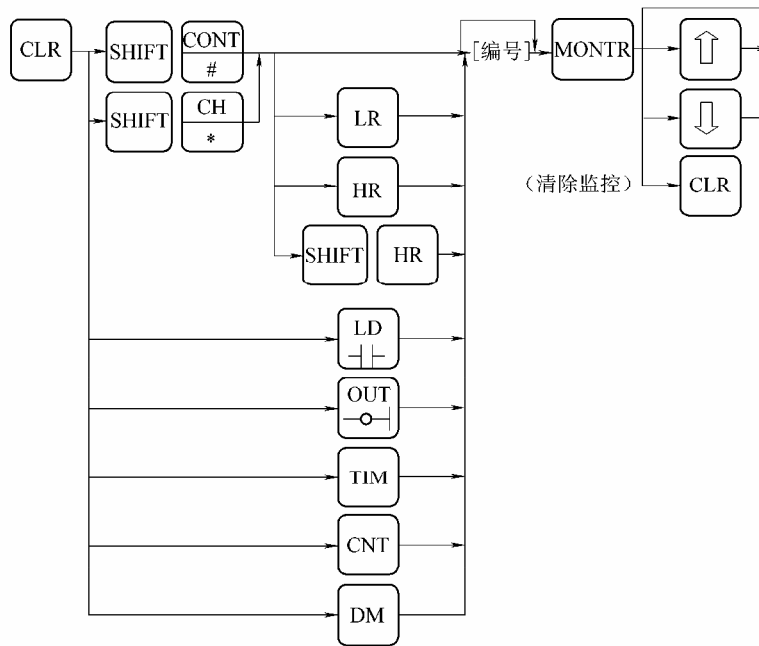 CLR
SHIFT
CONT
#
SHIFT
CH
*
LR
HR
SHIFT
HR
LD
OUT
TIM
CNT
DM
[编号]
MONTR
(清除监控)
CLR